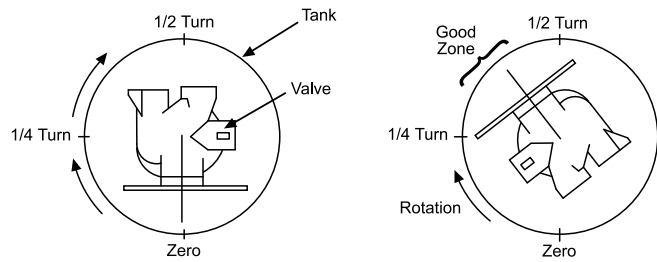 1/2 Turn
Tank
Valve
1/4 Turn
Zero
1/2 Turn
Good
Zone
1/4 Turn
Rotation
Zero